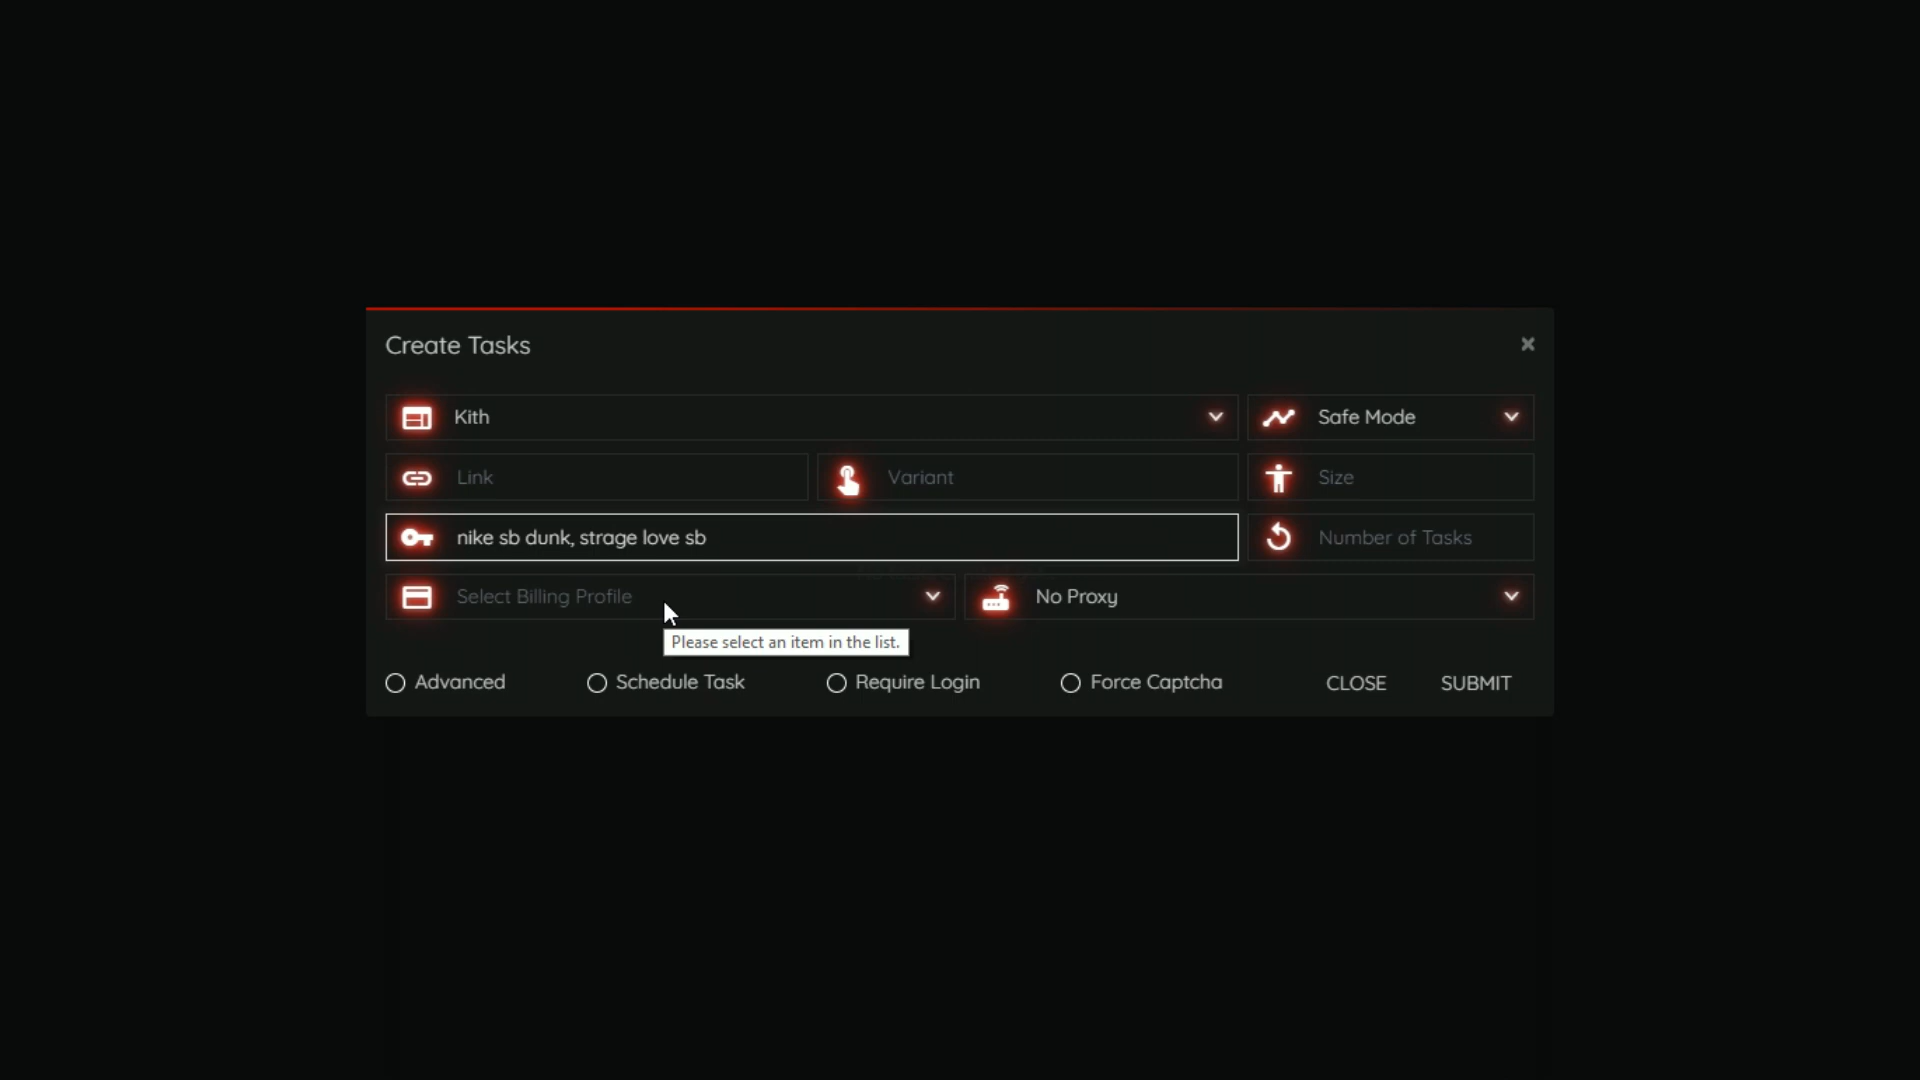 Create Tasks
Kith
Safe Mode
Link
Variant
Size
nike sb dunk, strage love sb
Number of Tasks
Select Billing Profile
No Proxy
Please select an item in the list.
Advanced
Schedule Task
Require Login
Force Captcha
CLOSE
SUBMIT